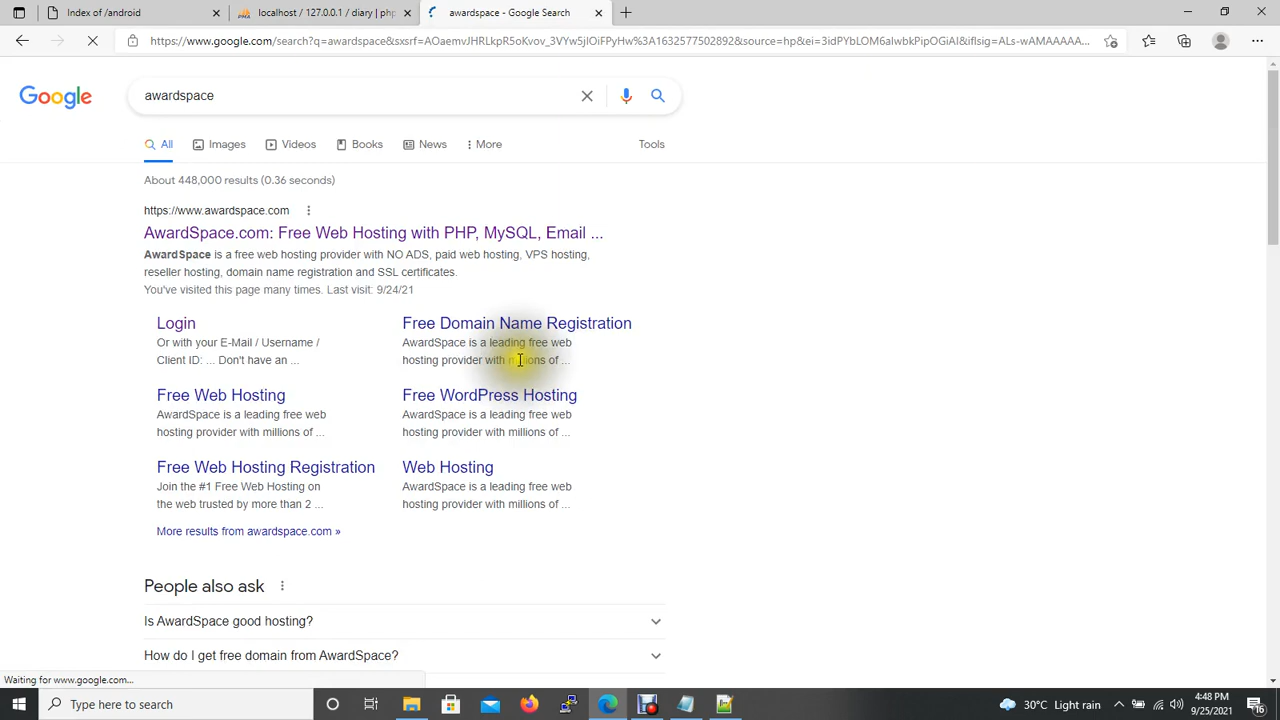 Index of /android
localhost / 127.0.0.1 / diary | php
awardspace - Google Search
https://www.google.com/search?q=awardspace&sxsrf=AOaemvJHRLkpR5oKvov_3VYw5jIOiFPyHw%3A1632577502892&source=hp&ei=3idPYbLOM6alwbkPipOGiAI&iflsig=ALs-wAMAAAAA...
Google
awardspace
All
Images
Videos
Books
News
More
Tools
About 448,000 results (0.36 seconds)
https://www.awardspace.com
AwardSpace.com: Free Web Hosting with PHP, MySQL, Email ...
AwardSpace is a free web hosting provider with NO ADS, paid web hosting, VPS hosting,
reseller hosting, domain name registration and SSL certificates.
You've visited this page many times. Last visit: 9/24/21
Login
Or with your E-Mail / Username /
Client ID: ... Don't have an ...
Free Domain Name Registration
AwardSpace is a leading free web
hosting provider with millions of ...
Free Web Hosting
AwardSpace is a leading free web
hosting provider with millions of ...
Free WordPress Hosting
AwardSpace is a leading free web
hosting provider with millions of ...
Free Web Hosting Registration
Join the #1 Free Web Hosting on
the web trusted by more than 2 ...
Web Hosting
AwardSpace is a leading free web
hosting provider with millions of ...
More results from awardspace.com »
People also ask
Is AwardSpace good hosting?
How do I get free domain from AwardSpace?
Waiting for www.google.com...
Type here to search
30°C Light rain
4:48 PM
9/25/2021
16